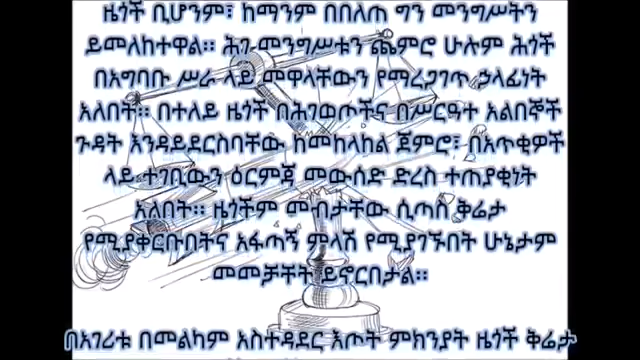 ዜጎች ቢሆንም፣ ከማንም በበለጠ ግን መንግሥትን
ይመለከተዋል። ሕገ መንግሥቱን ጨምሮ ሁሉም ሕጎች
በአግባቡ ሥራ ላይ መዋላቸውን የማረጋገጥ ኃላፊነት
አለበት። በተለይ ዜጎች በሕገወጦችና በሥርዓተ አልበኞች
ጉዳት እንዳይደርስባቸው ከመከላከል ጀምሮ፣ በአጥቂዎች
ላይ ተገቢውን ዕርምጃ መውሰድ ድረስ ተጠያቂነት
አለበት። ዜጎችም መብታቸው ሲጣስ ቅሬታ
የሚያቀርቡበትና አፋጣኝ ምላሽ የሚያገኙበት ሁኔታም
መመቻቸት ይኖርበታል።
በአገሪቱ በመልካም አስተዳደር እጦት ምክንያት ዜጎች ቅሬታ